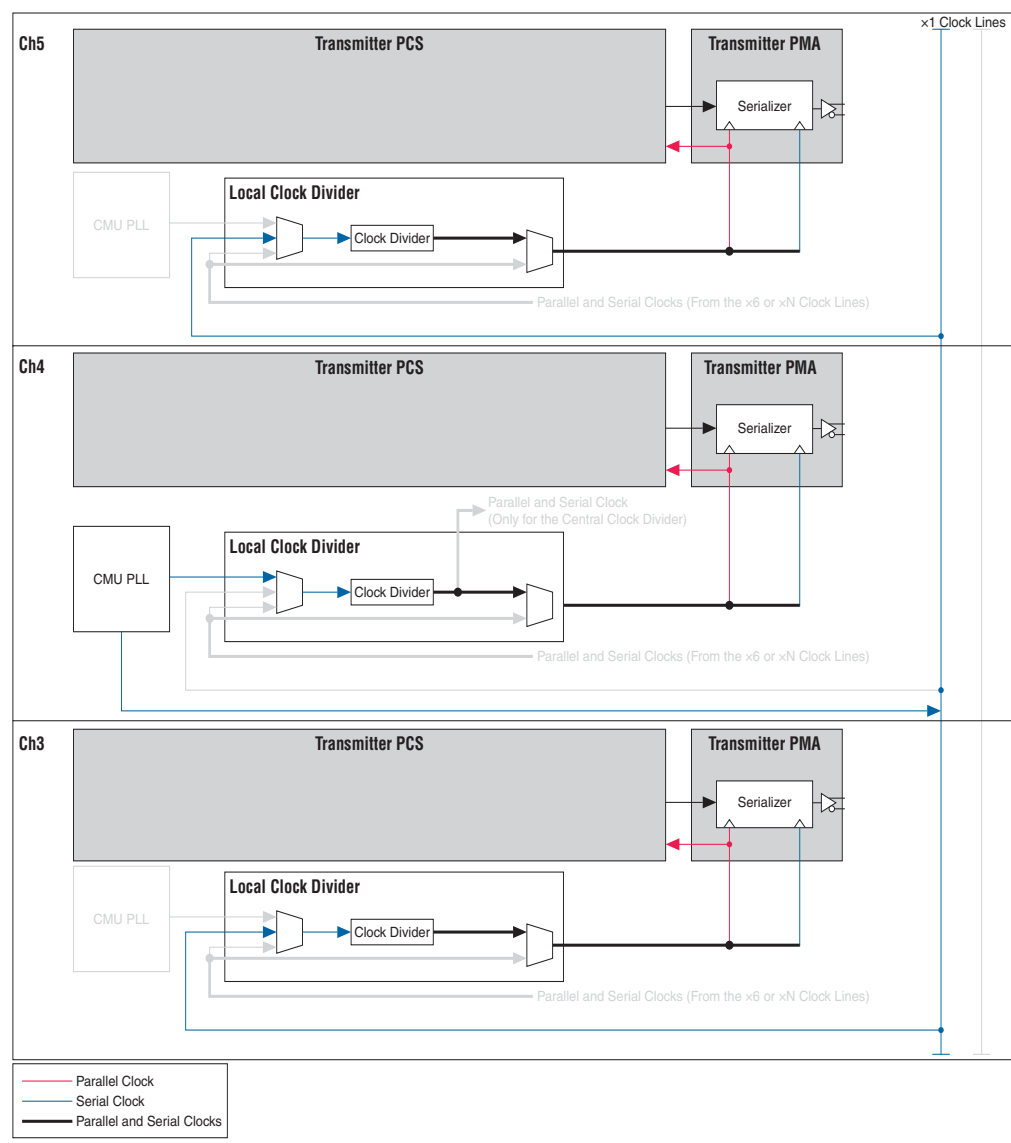 ×1 Clock Lines
Ch5
Transmitter PCS
Transmitter PMA
Serializer
CMU PLL
Local Clock Divider
Clock Divider
Parallel and Serial Clocks (From the ×6 or ×N Clock Lines)
Ch4
Transmitter PCS
Transmitter PMA
Serializer
Parallel and Serial Clock
(Only for the Central Clock Divider)
CMU PLL
Local Clock Divider
Clock Divider
Parallel and Serial Clocks (From the ×6 or ×N Clock Lines)
Ch3
Transmitter PCS
Transmitter PMA
Serializer
CMU PLL
Local Clock Divider
Clock Divider
Parallel and Serial Clocks (From the ×6 or ×N Clock Lines)
Parallel Clock
Serial Clock
Parallel and Serial Clocks